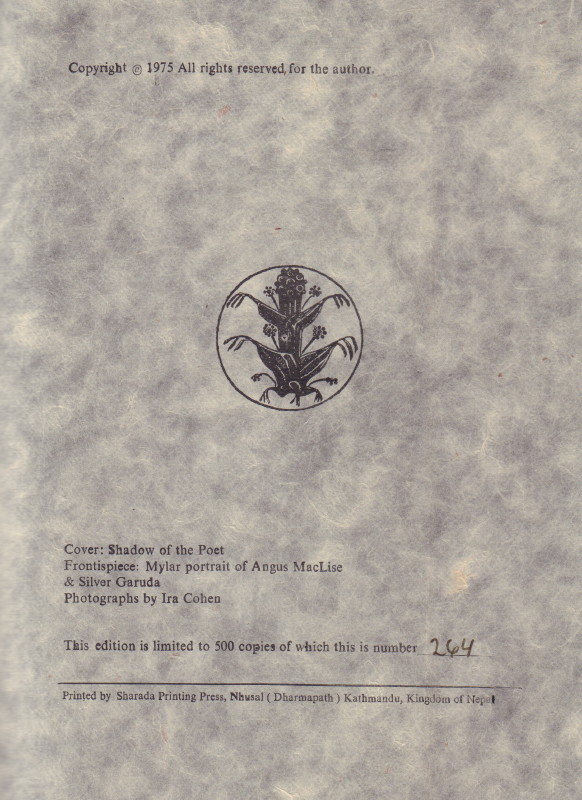 Copyright © 1975 All rights reserved, for the author.
Cover: Shadow of the Poet
Frontispiece: Mylar portrait of Angus MacLise
& Silver Garuda
Photographs by Ira Cohen
This edition is limited to 500 copies of which this is number 264
Printed by Sharada Printing Press, Nhusal ( Dharmapath ) Kathmandu, Kingdom of Nepal